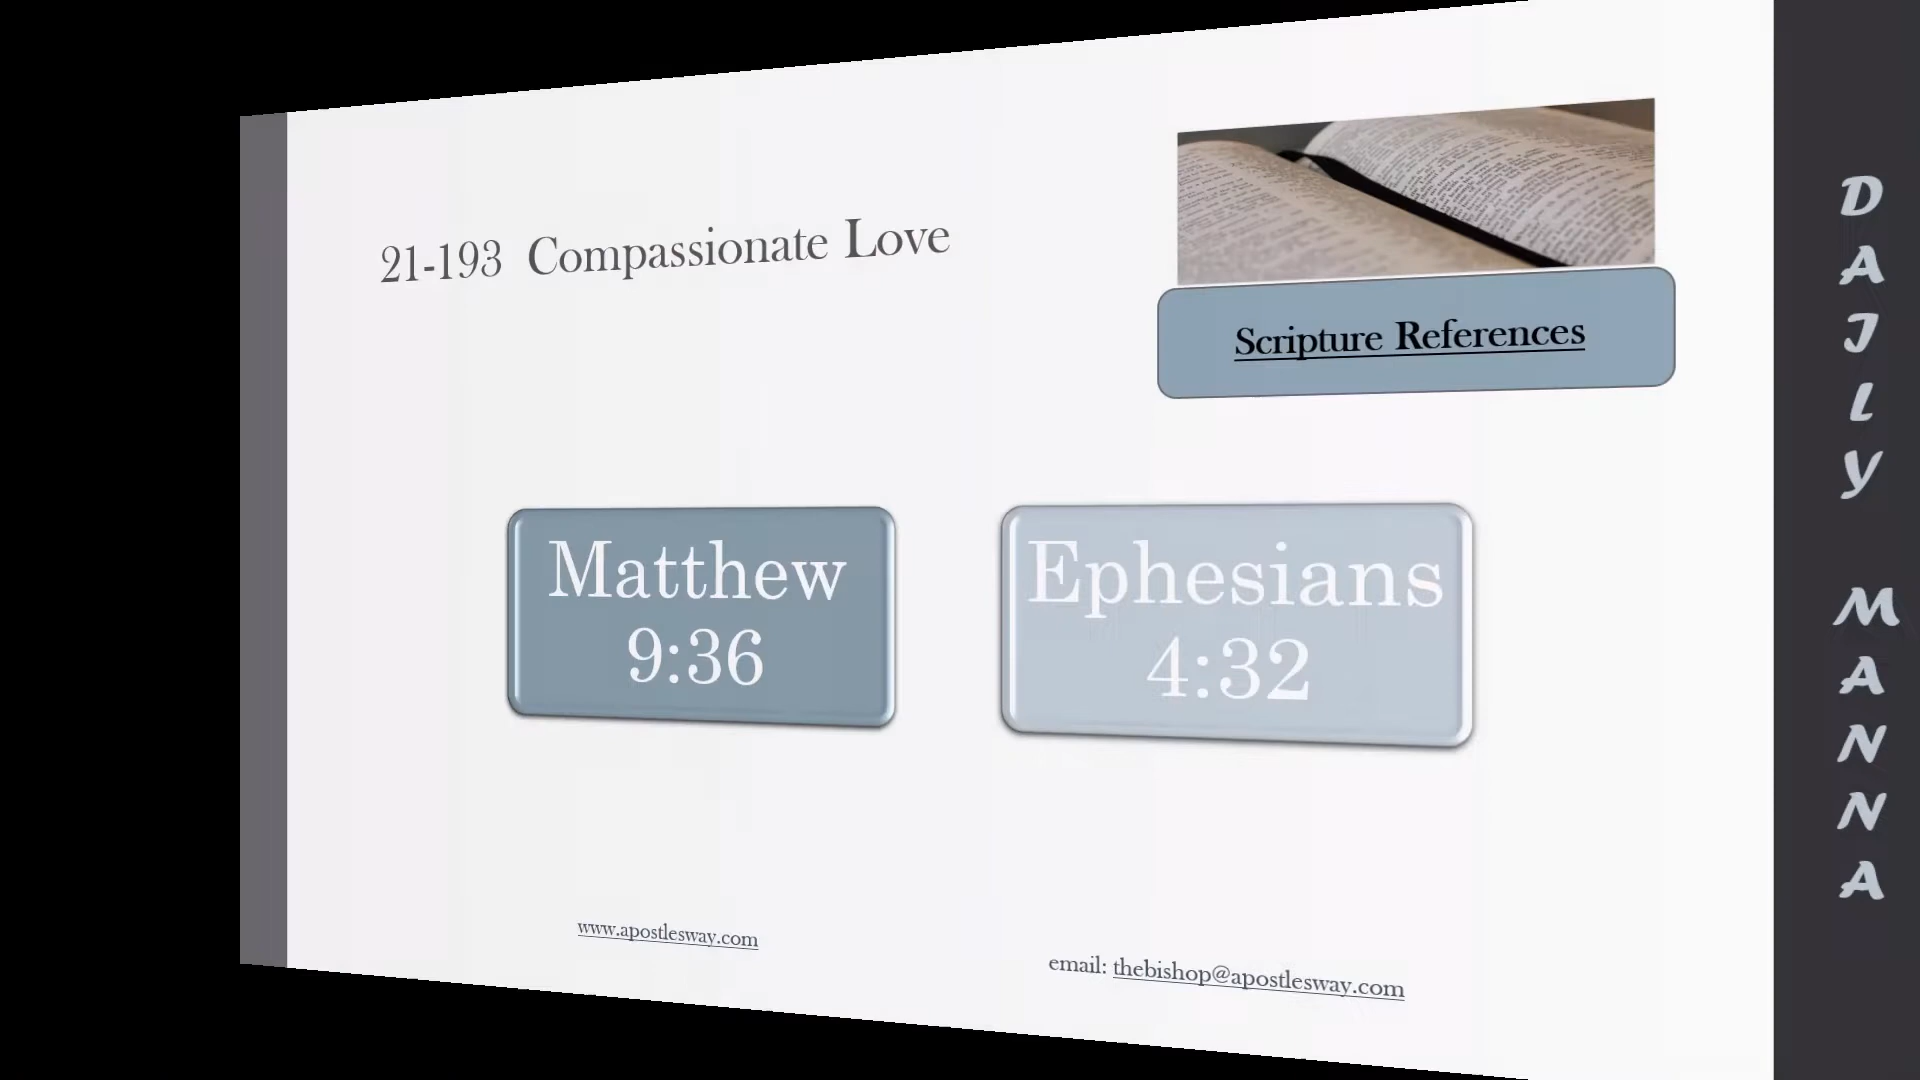 21-193 Compassionate Love
Scripture References
Matthew
9:36
Ephesians
4:32
www.apostlesway.com
email: thebishop@apostlesway.com
DAILY MANNA